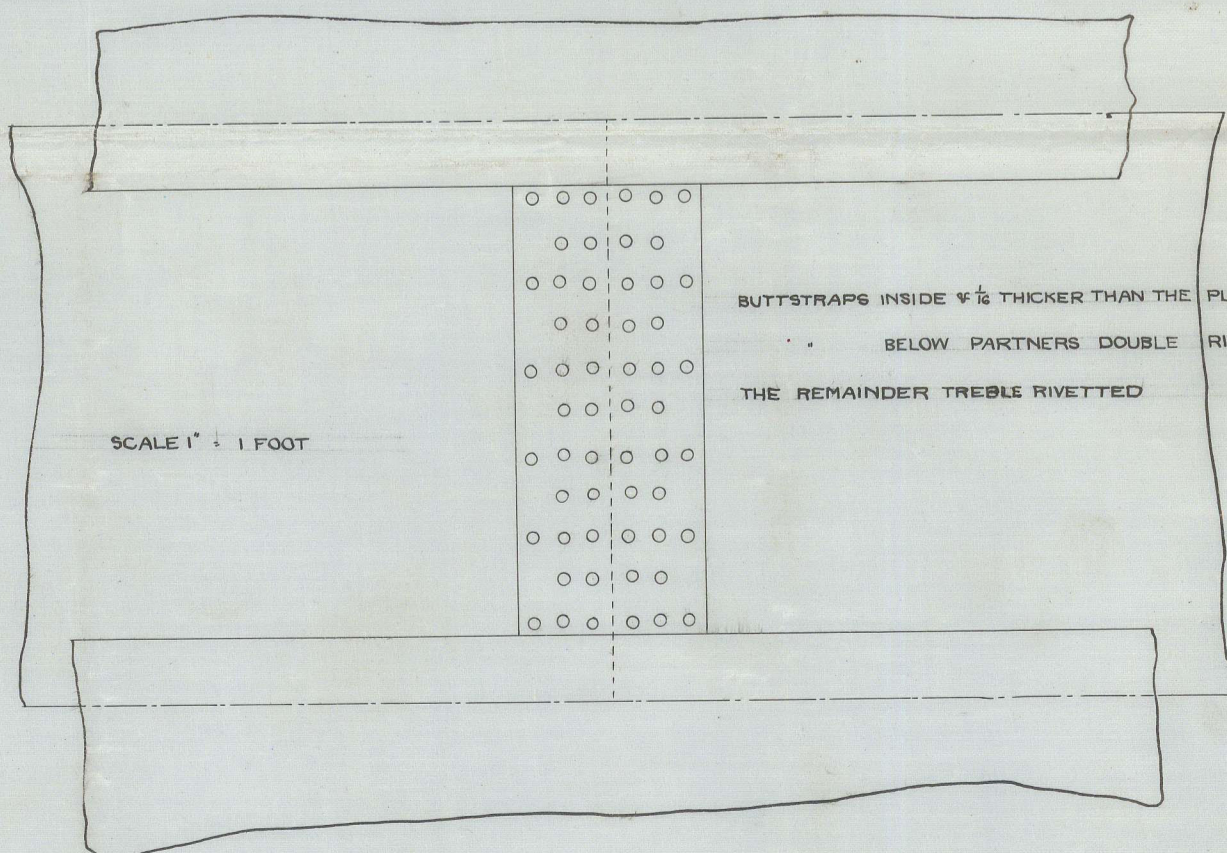 BUTTSTRAPS INSIDE & 1/16 THICKER THAN THE PL
" " BELOW PARTNERS DOUBLE RI
THE REMAINDER TREBLE RIVETTED
SCALE 1" = 1 FOOT